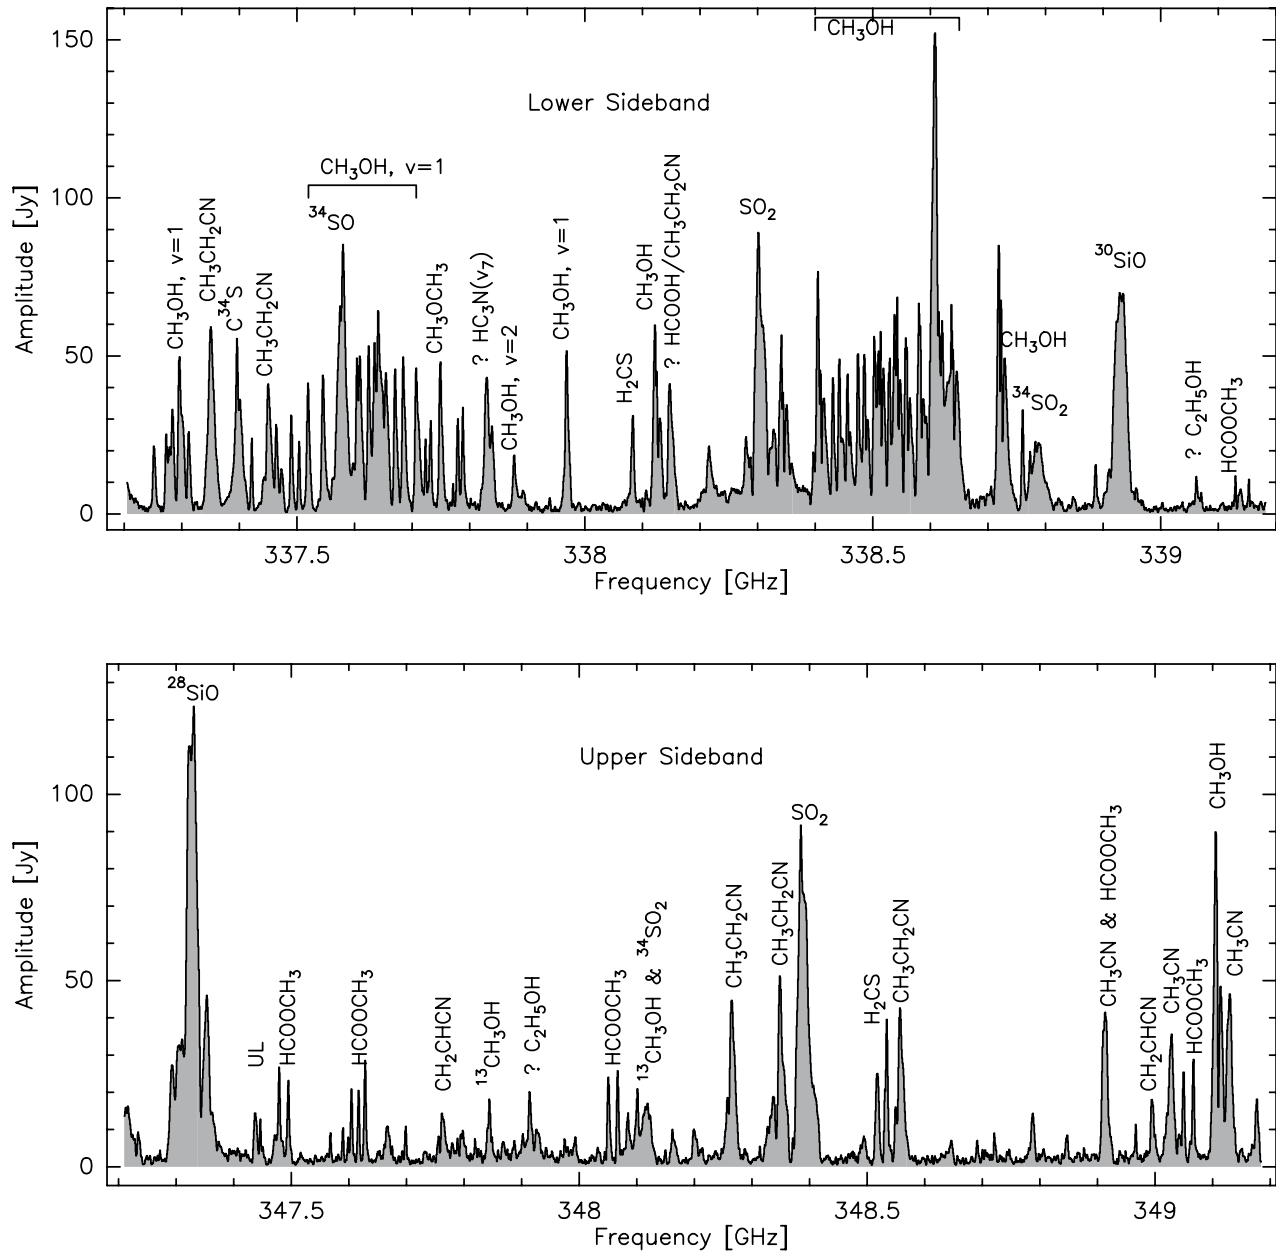 CH₃OH
150
Lower Sideband
CH₃OH, v=1
100
³⁴SO
SO₂
CH₃OH, v=1
CH₃CH₂CN
C³⁴S
CH₃CH₂CN
CH₃OCH₃
? HC₃N(v₇)
CH₃OH, v=2
CH₃OH, v=1
H₂CS
CH₃OH
? HCOOH/CH₃CH₂CN
³⁰SiO
CH₃OH
³⁴SO₂
? C₂H₅OH
HCOOCH₃
50
0
Amplitude [Jy]
337.5 338 338.5 339
Frequency [GHz]
²⁸SiO
Upper Sideband
100
SO₂
UL
HCOOCH₃
HCOOCH₃
CH₂CHCN
¹³CH₃OH
? C₂H₅OH
HCOOCH₃
¹³CH₃OH & ³⁴SO₂
CH₃CH₂CN
CH₃CH₂CN
H₂CS
CH₃CH₂CN
CH₃CN & HCOOCH₃
CH₂CHCN
CH₃CN
HCOOCH₃
CH₃OH
CH₃CN
50
0
Amplitude [Jy]
347.5 348 348.5 349
Frequency [GHz]